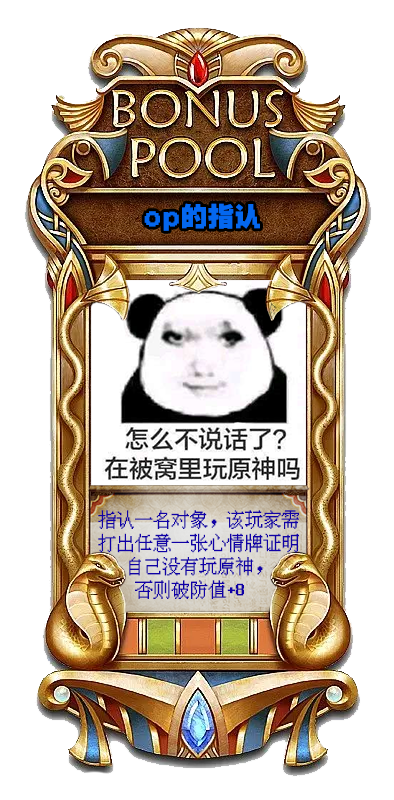 BONUS
POOL
op的指认
怎么不说话了?
在被窝里玩原神吗
指认一名对象，该玩家需
打出任意一张心情牌证明
自己没有玩原神，
否则破防值+8